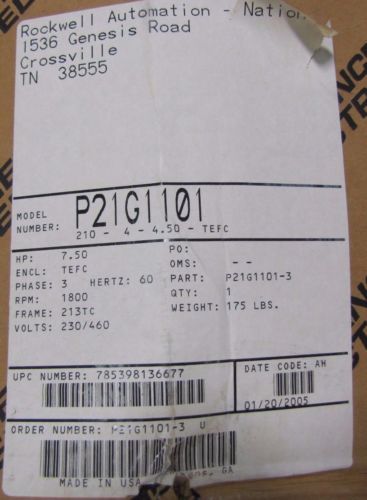 Rockwell Automation - Nation
1536 Genesis Road
Crossville
TN 38555
MODEL NUMBER: P21G1101
210 - 4 - 4.50 - TEFC
HP: 7.50 PO:
ENCL: TEFC OMS: --
PHASE: 3 HERTZ: 60 PART: P21G1101-3
RPM: 1800 QTY: 1
FRAME: 213TC WEIGHT: 175 LBS.
VOLTS: 230/460
UPC NUMBER: 785398136677 DATE CODE: AH
01/20/2005
ORDER NUMBER: P21G1101-3 U
MADE IN USA GA